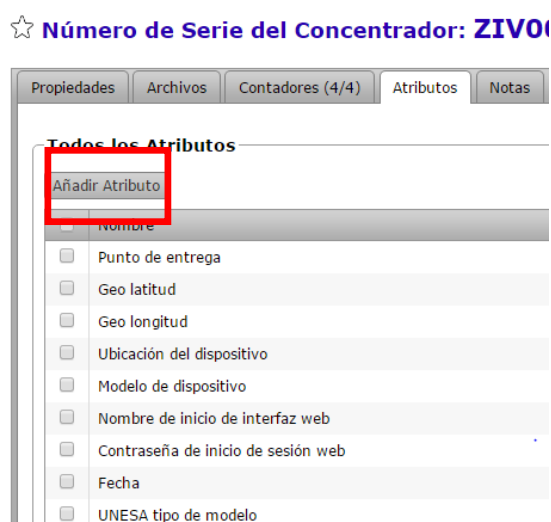 Número de Serie del Concentrador: ZIV00
Propiedades Archivos Contadores (4/4) Atributos Notas
Todos los Atributos
Añadir Atributo
Nombre
Punto de entrega
Geo latitud
Geo longitud
Ubicación del dispositivo
Modelo de dispositivo
Nombre de inicio de interfaz web
Contraseña de inicio de sesión web
Fecha
UNESA tipo de modelo